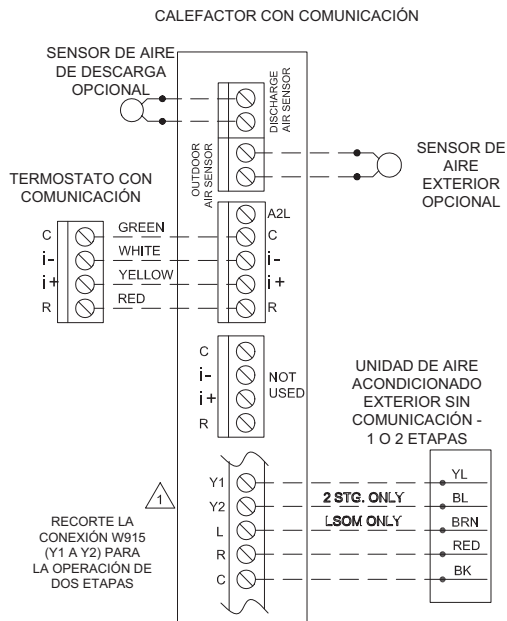 CALEFACTOR CON COMUNICACIÓN
SENSOR DE AIRE
DE DESCARGA
OPCIONAL
DISCHARGE
AIR SENSOR
OUTDOOR
AIR SENSOR
SENSOR DE
AIRE
EXTERIOR
OPCIONAL
TERMOSTATO CON
COMUNICACIÓN
C
i-
i+
R
GREEN
WHITE
YELLOW
RED
A2L
C
i-
i+
R
C
i-
i+
R
NOT
USED
UNIDAD DE AIRE
ACONDICIONADO
EXTERIOR SIN
COMUNICACIÓN -
1 O 2 ETAPAS
1
RECORTE LA
CONEXIÓN W915
(Y1 A Y2) PARA
LA OPERACIÓN DE
DOS ETAPAS
Y1
Y2
L
R
C
2 STG. ONLY
LSOM ONLY
YL
BL
BRN
RED
BK